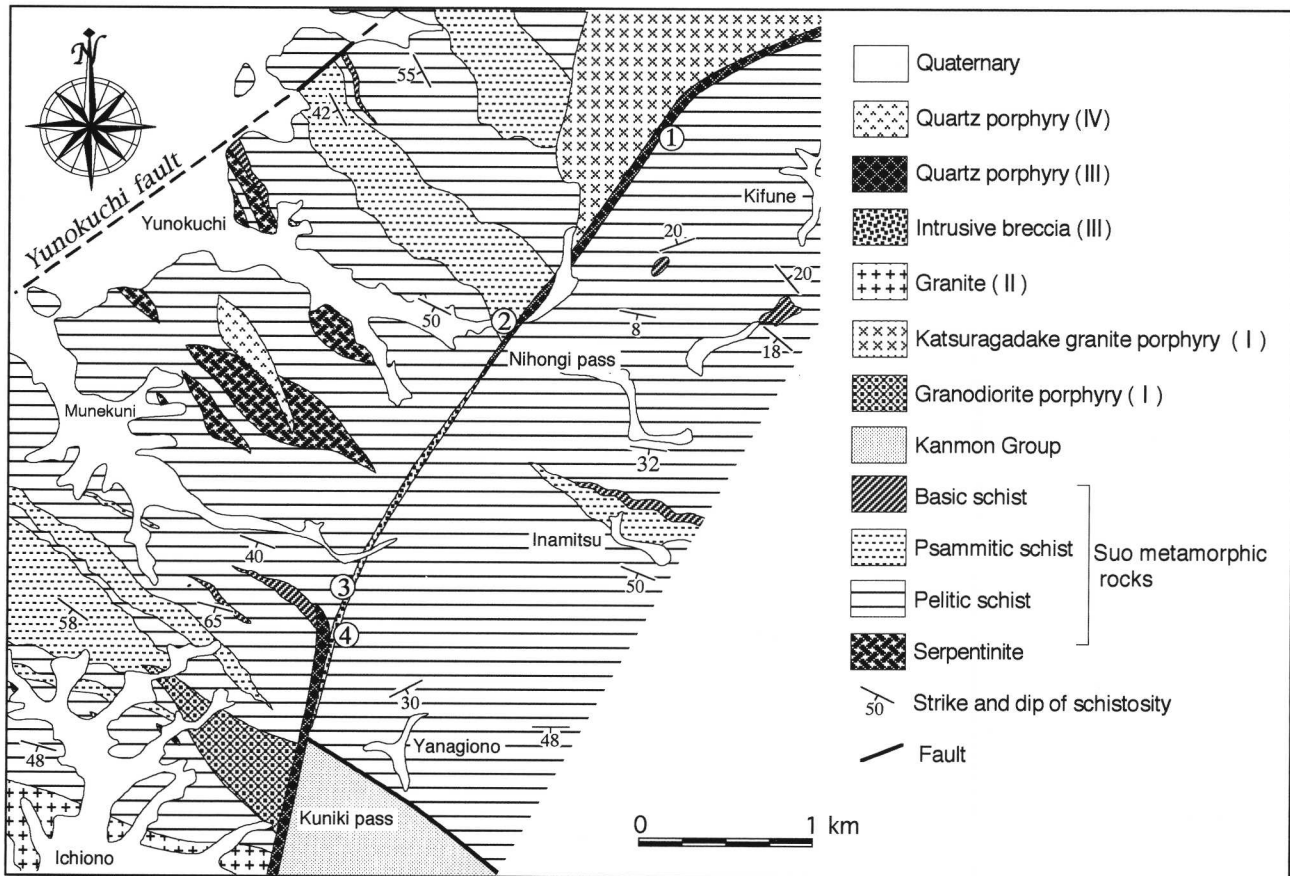 N
55
42
1
Kifune
Yunokuchi fault
Yunokuchi
20
20
50
2
8
18
Nihongi pass
Munekuni
32
40
Inamitsu
50
3
58
65
4
30
48
Yanagiono
48
Kuniki pass
Ichiono
0 1 km
Quaternary
Quartz porphyry (IV)
Quartz porphyry (III)
Intrusive breccia (III)
Granite (II)
Katsuragadake granite porphyry (I)
Granodiorite porphyry (I)
Kanmon Group
Basic schist
Psammitic schist
Suo metamorphic
rocks
Pelitic schist
Serpentinite
50 Strike and dip of schistosity
Fault